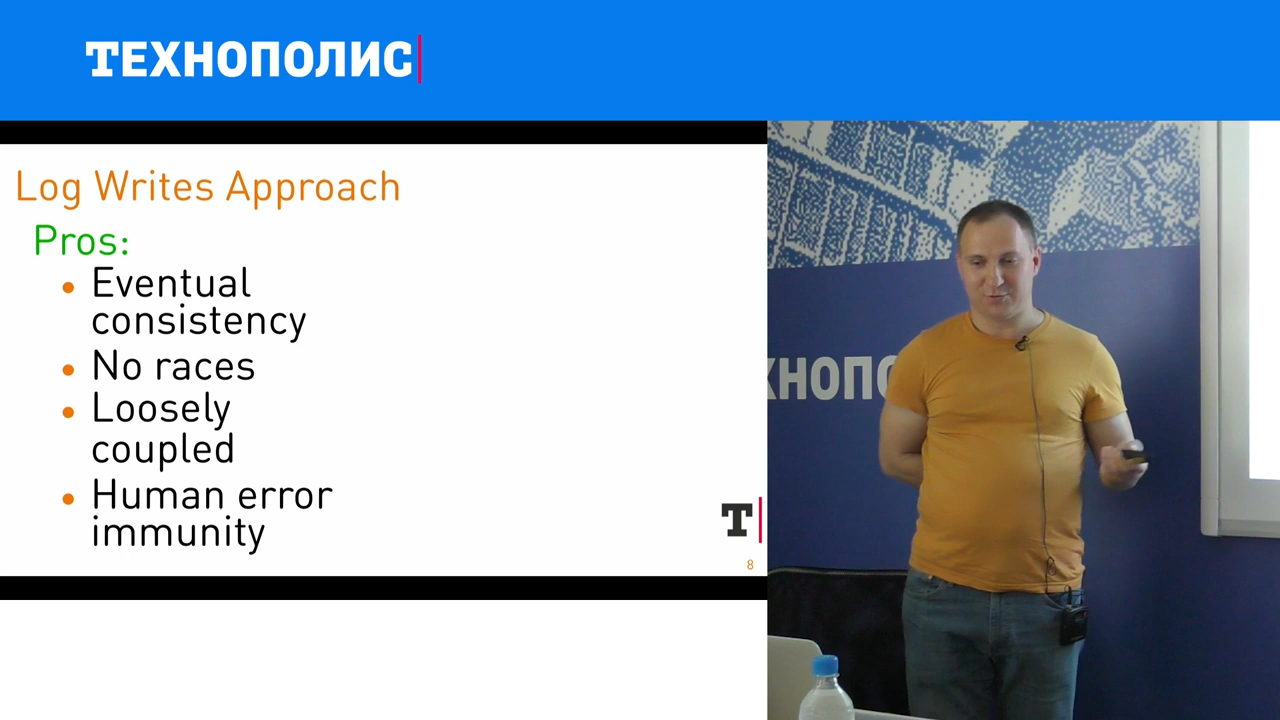 ТЕХНОПОЛИС
Log Writes Approach
Pros:
• Eventual
consistency
• No races
• Loosely
coupled
• Human error
immunity
Т
8
ХНОПО